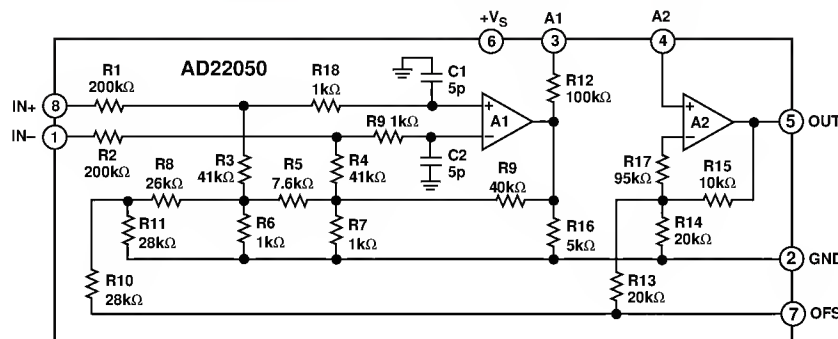 +VS A1 A2
6 3 4
AD22050
R1
200kΩ
R18
1kΩ
C1
5p
R12
100kΩ
IN+ 8
IN– 1
R9 1kΩ
+
–
A1
+
–
A2
5 OUT
R2
200kΩ
R8
26kΩ
R3
41kΩ
R5
7.6kΩ
R4
41kΩ
C2
5p
R9
40kΩ
R17
95kΩ
R15
10kΩ
R11
28kΩ
R6
1kΩ
R7
1kΩ
R16
5kΩ
R14
20kΩ
2 GND
R10
28kΩ
R13
20kΩ
7 OFS